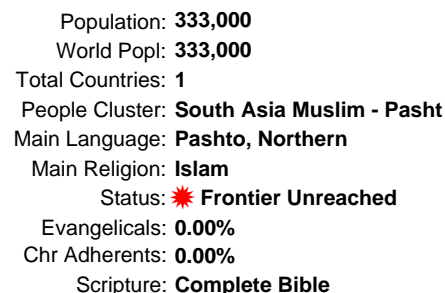 Population: 333,000
World Popl: 333,000
Total Countries: 1
People Cluster: South Asia Muslim - Pasht
Main Language: Pashto, Northern
Main Religion: Islam
Status: Frontier Unreached
Evangelicals: 0.00%
Chr Adherents: 0.00%
Scripture: Complete Bible